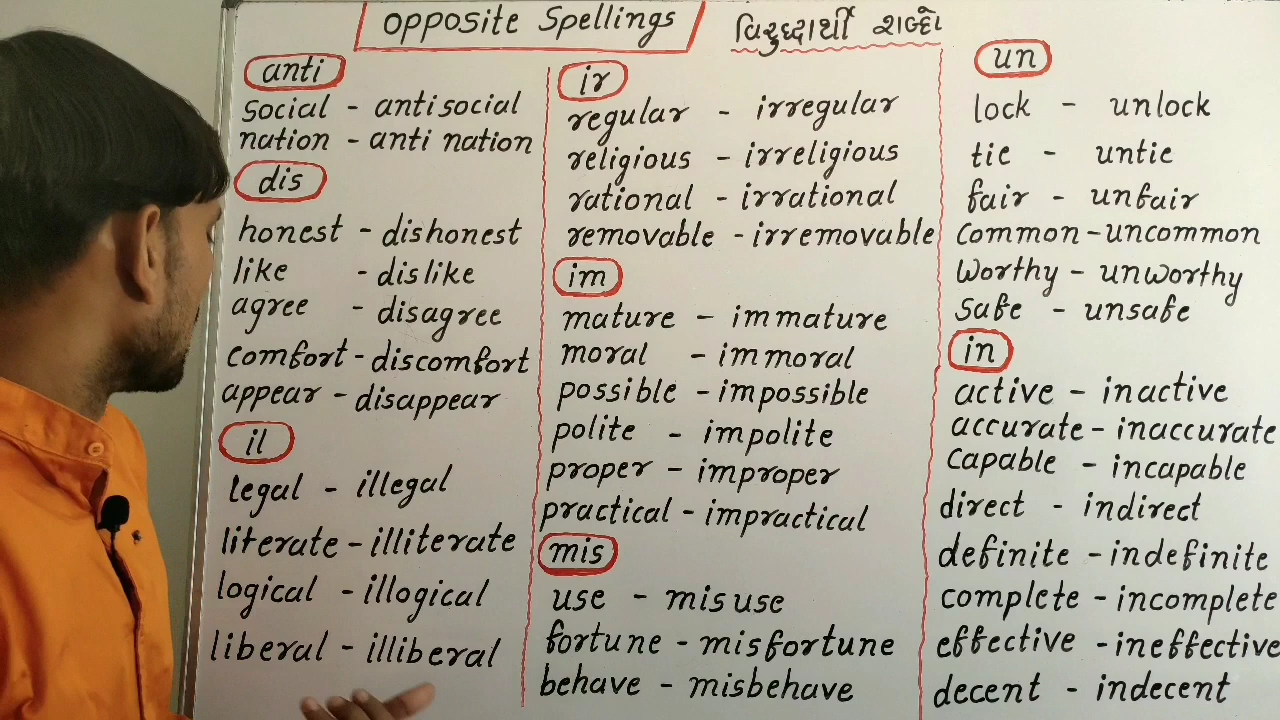 Opposite Spellings
વિરુદ્ધાર્થી શબ્દો
anti
social - antisocial
nation - anti nation
dis
honest - dishonest
like - dislike
agree - disagree
comfort - discomfort
appear - disappear
il
legal - illegal
literate - illiterate
logical - illogical
liberal - illiberal
ir
regular - irregular
religious - irreligious
rational - irrational
removable - irremovable
im
mature - immature
moral - immoral
possible - impossible
polite - impolite
proper - improper
practical - impractical
mis
use - misuse
fortune - misfortune
behave - misbehave
un
lock - unlock
tie - untie
fair - unfair
common - uncommon
worthy - unworthy
safe - unsafe
in
active - inactive
accurate - inaccurate
capable - incapable
direct - indirect
definite - indefinite
complete - incomplete
effective - ineffective
decent - indecent